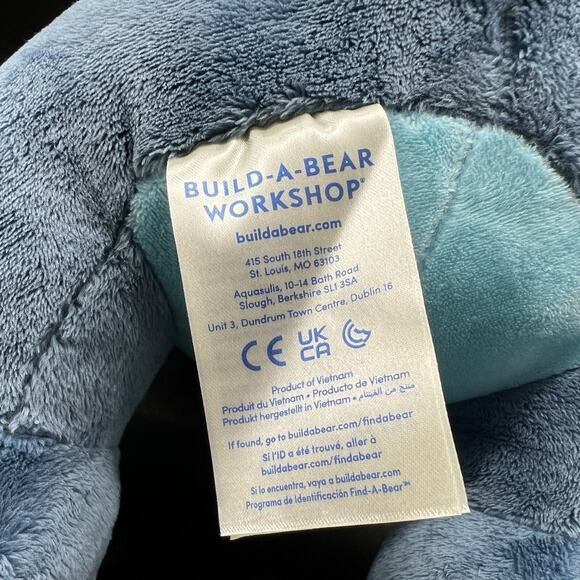 BUILD-A-BEAR
WORKSHOP®
buildabear.com
415 South 18th Street
St. Louis, MO 63103
Aquasulis, 10-14 Bath Road
Slough, Berkshire SL1 3SA
Unit 3, Dundrum Town Centre, Dublin 16
CE UK
CA
Product of Vietnam
Produit du Vietnam • Producto de Vietnam
Produkt hergestellt in Vietnam • منتج من الفيتنام
If found, go to buildabear.com/findabear
Si l'ID a été trouvé, aller à
buildabear.com/findabear
Si lo encuentra, vaya a buildabear.com
Programa de Identificación Find-A-Bear™